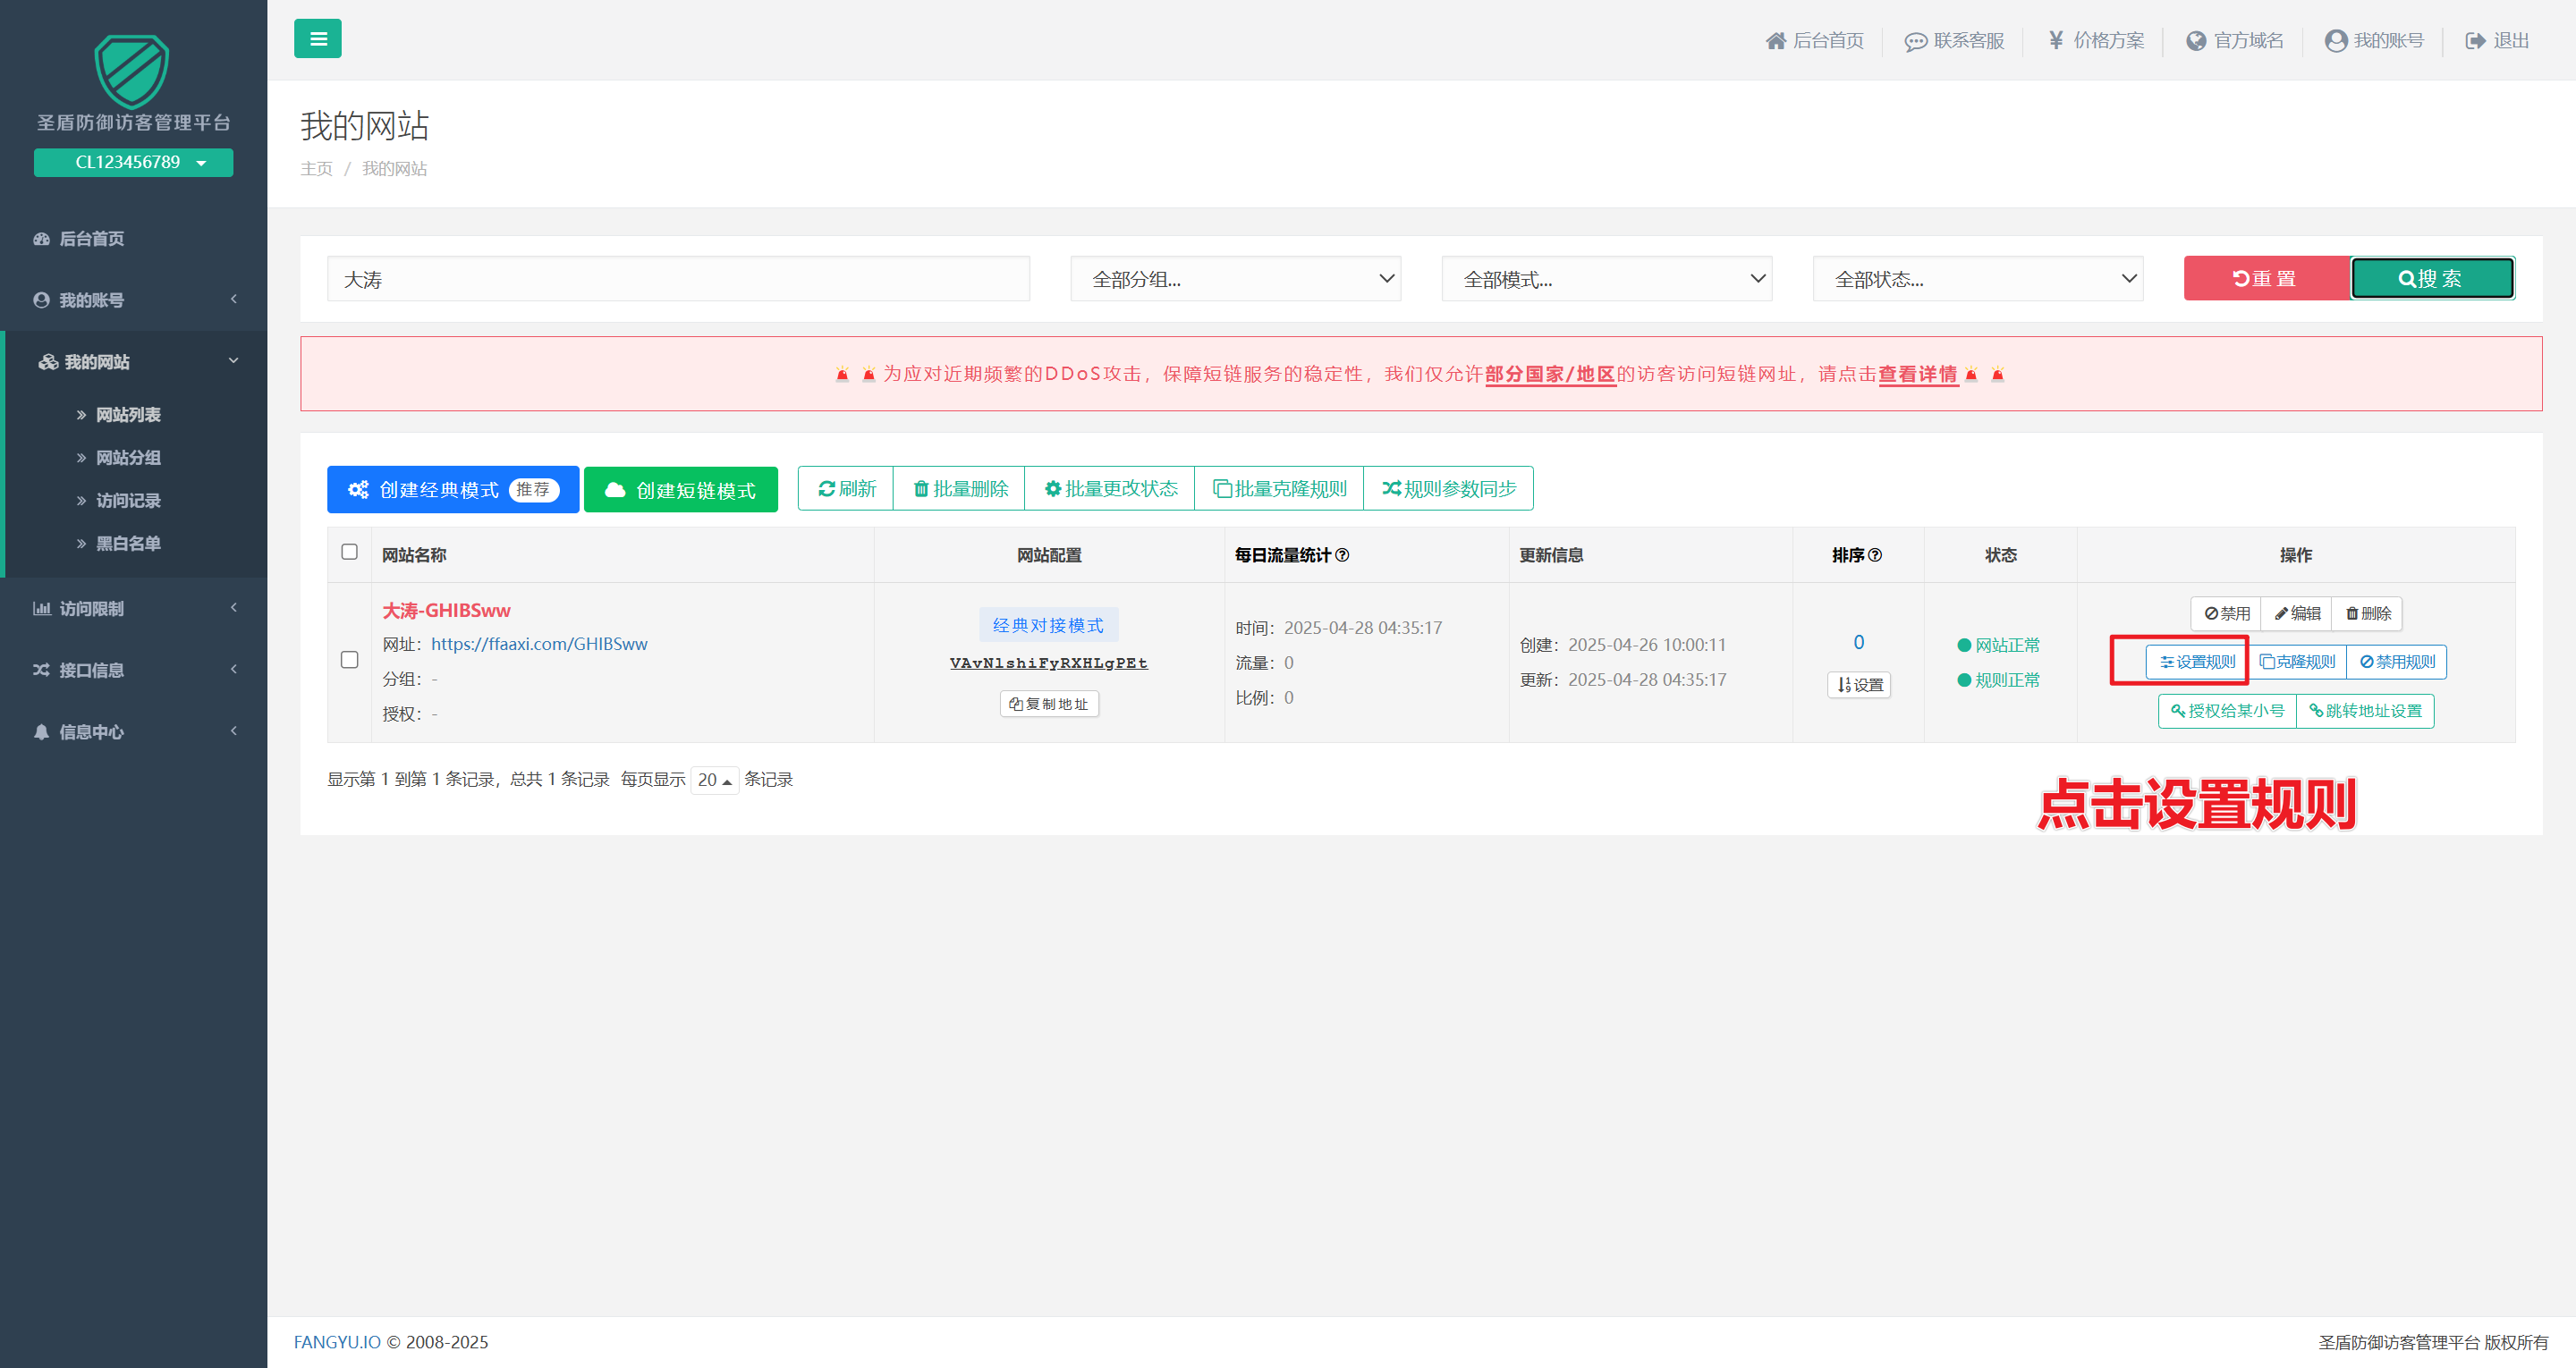 圣盾防御访客管理平台
CL123456789
后台首页
我的账号
我的网站
网站列表
网站分组
访问记录
黑白名单
访问限制
接口信息
信息中心
后台首页 联系客服 ¥ 价格方案 官方域名 我的账号 退出
我的网站
主页 / 我的网站
大涛 全部分组... 全部模式... 全部状态... 重 置 搜 索
为应对近期频繁的DDoS攻击，保障短链服务的稳定性，我们仅允许部分国家/地区的访客访问短链网址，请点击查看详情
创建经典模式 推荐 创建短链模式 刷新 批量删除 批量更改状态 批量克隆规则 规则参数同步
网站名称 网站配置 每日流量统计 更新信息 排序 状态 操作
大涛-GHIBSww
网址：https://ffaaxi.com/GHIBSww
分组：-
授权：-
经典对接模式
VAvNlshiFyRXHLgPEt
复制地址
时间：2025-04-28 04:35:17
流量：0
比例：0
创建：2025-04-26 10:00:11
更新：2025-04-28 04:35:17
0
设置
网站正常
规则正常
禁用 编辑 删除
设置规则 克隆规则 禁用规则
授权给某小号 跳转地址设置
显示第 1 到第 1 条记录，总共 1 条记录 每页显示 20 条记录
点击设置规则
FANGYU.IO © 2008-2025
圣盾防御访客管理平台 版权所有